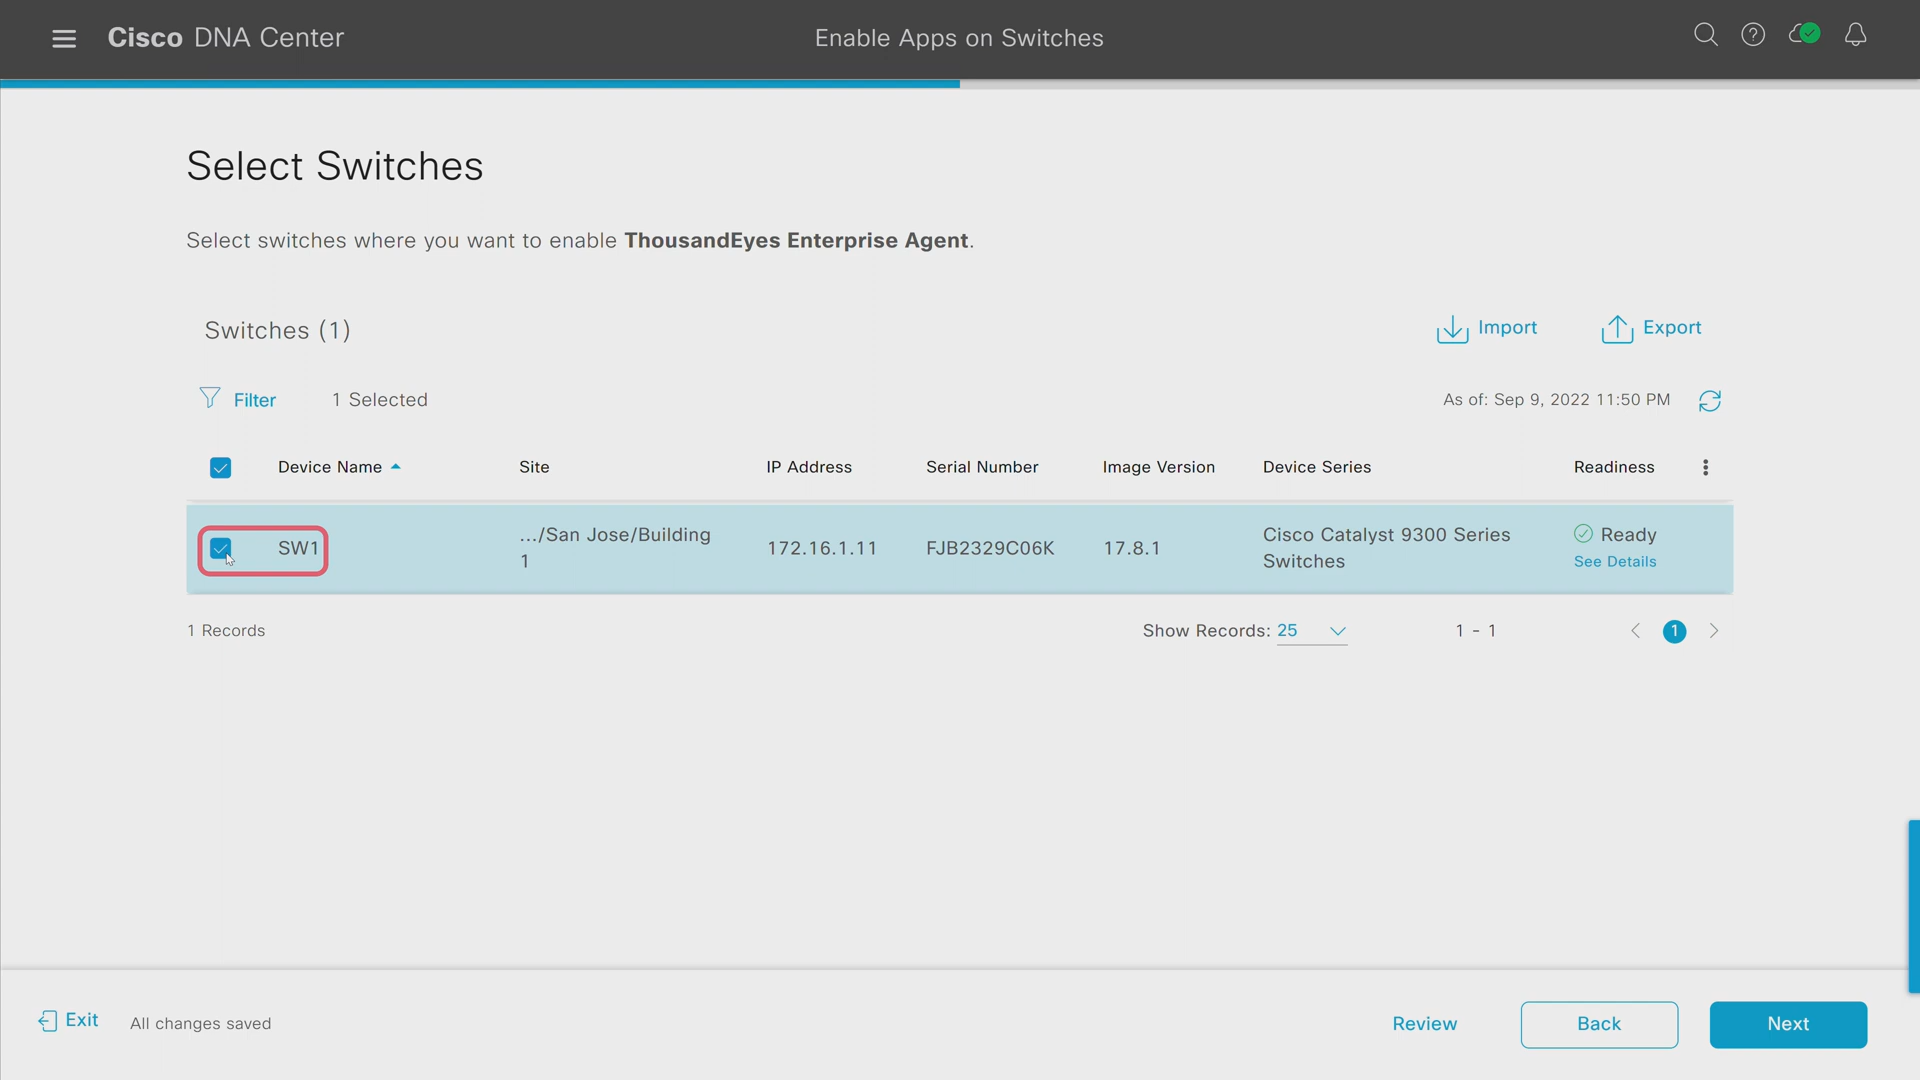 Cisco DNA Center
Enable Apps on Switches
Select Switches
Select switches where you want to enable ThousandEyes Enterprise Agent.
Switches (1)
Import
Export
Filter
1 Selected
As of: Sep 9, 2022 11:50 PM
Device Name
Site
IP Address
Serial Number
Image Version
Device Series
Readiness
SW1
.../San Jose/Building
1
172.16.1.11
FJB2329C06K
17.8.1
Cisco Catalyst 9300 Series
Switches
Ready
See Details
1 Records
Show Records: 25
1 - 1
1
Exit
All changes saved
Review
Back
Next